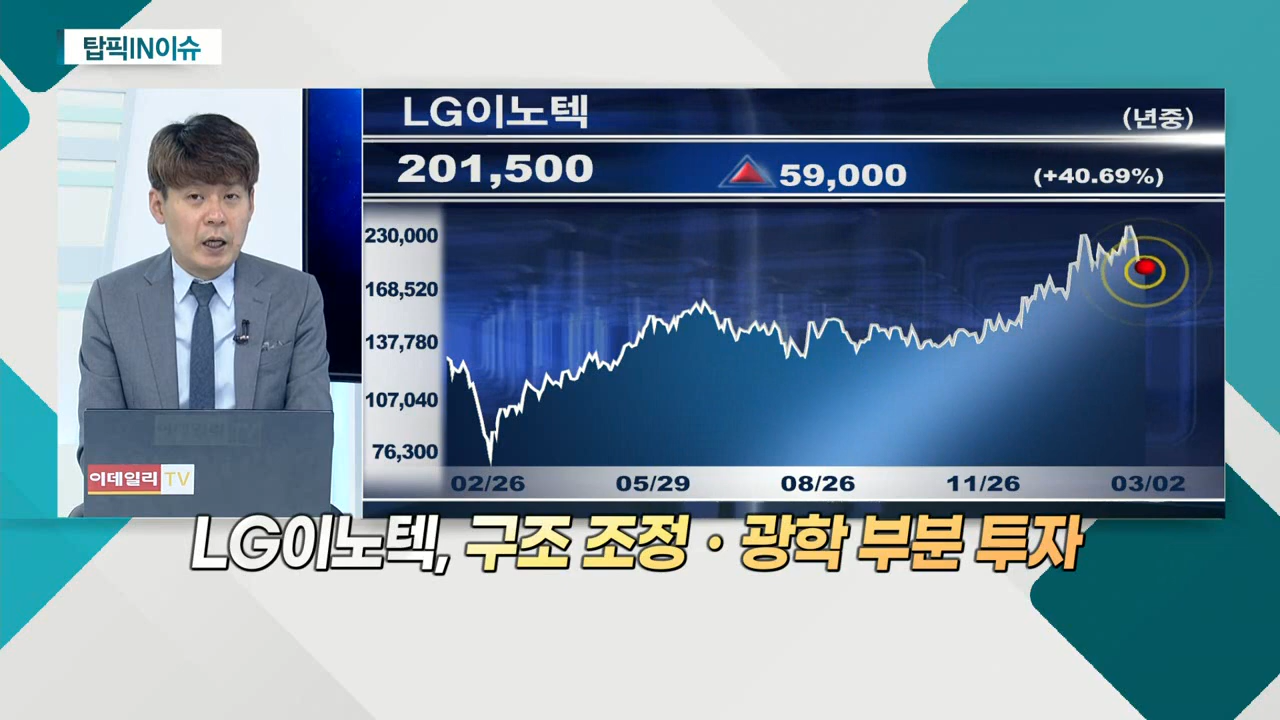 탑픽IN이슈
LG이노텍 (년중)
201,500 ▲ 59,000 (+40.69%)
230,000
168,520
137,780
107,040
76,300
02/26 05/29 08/26 11/26 03/02
이데일리 TV
LG이노텍, 구조 조정·광학 부분 투자